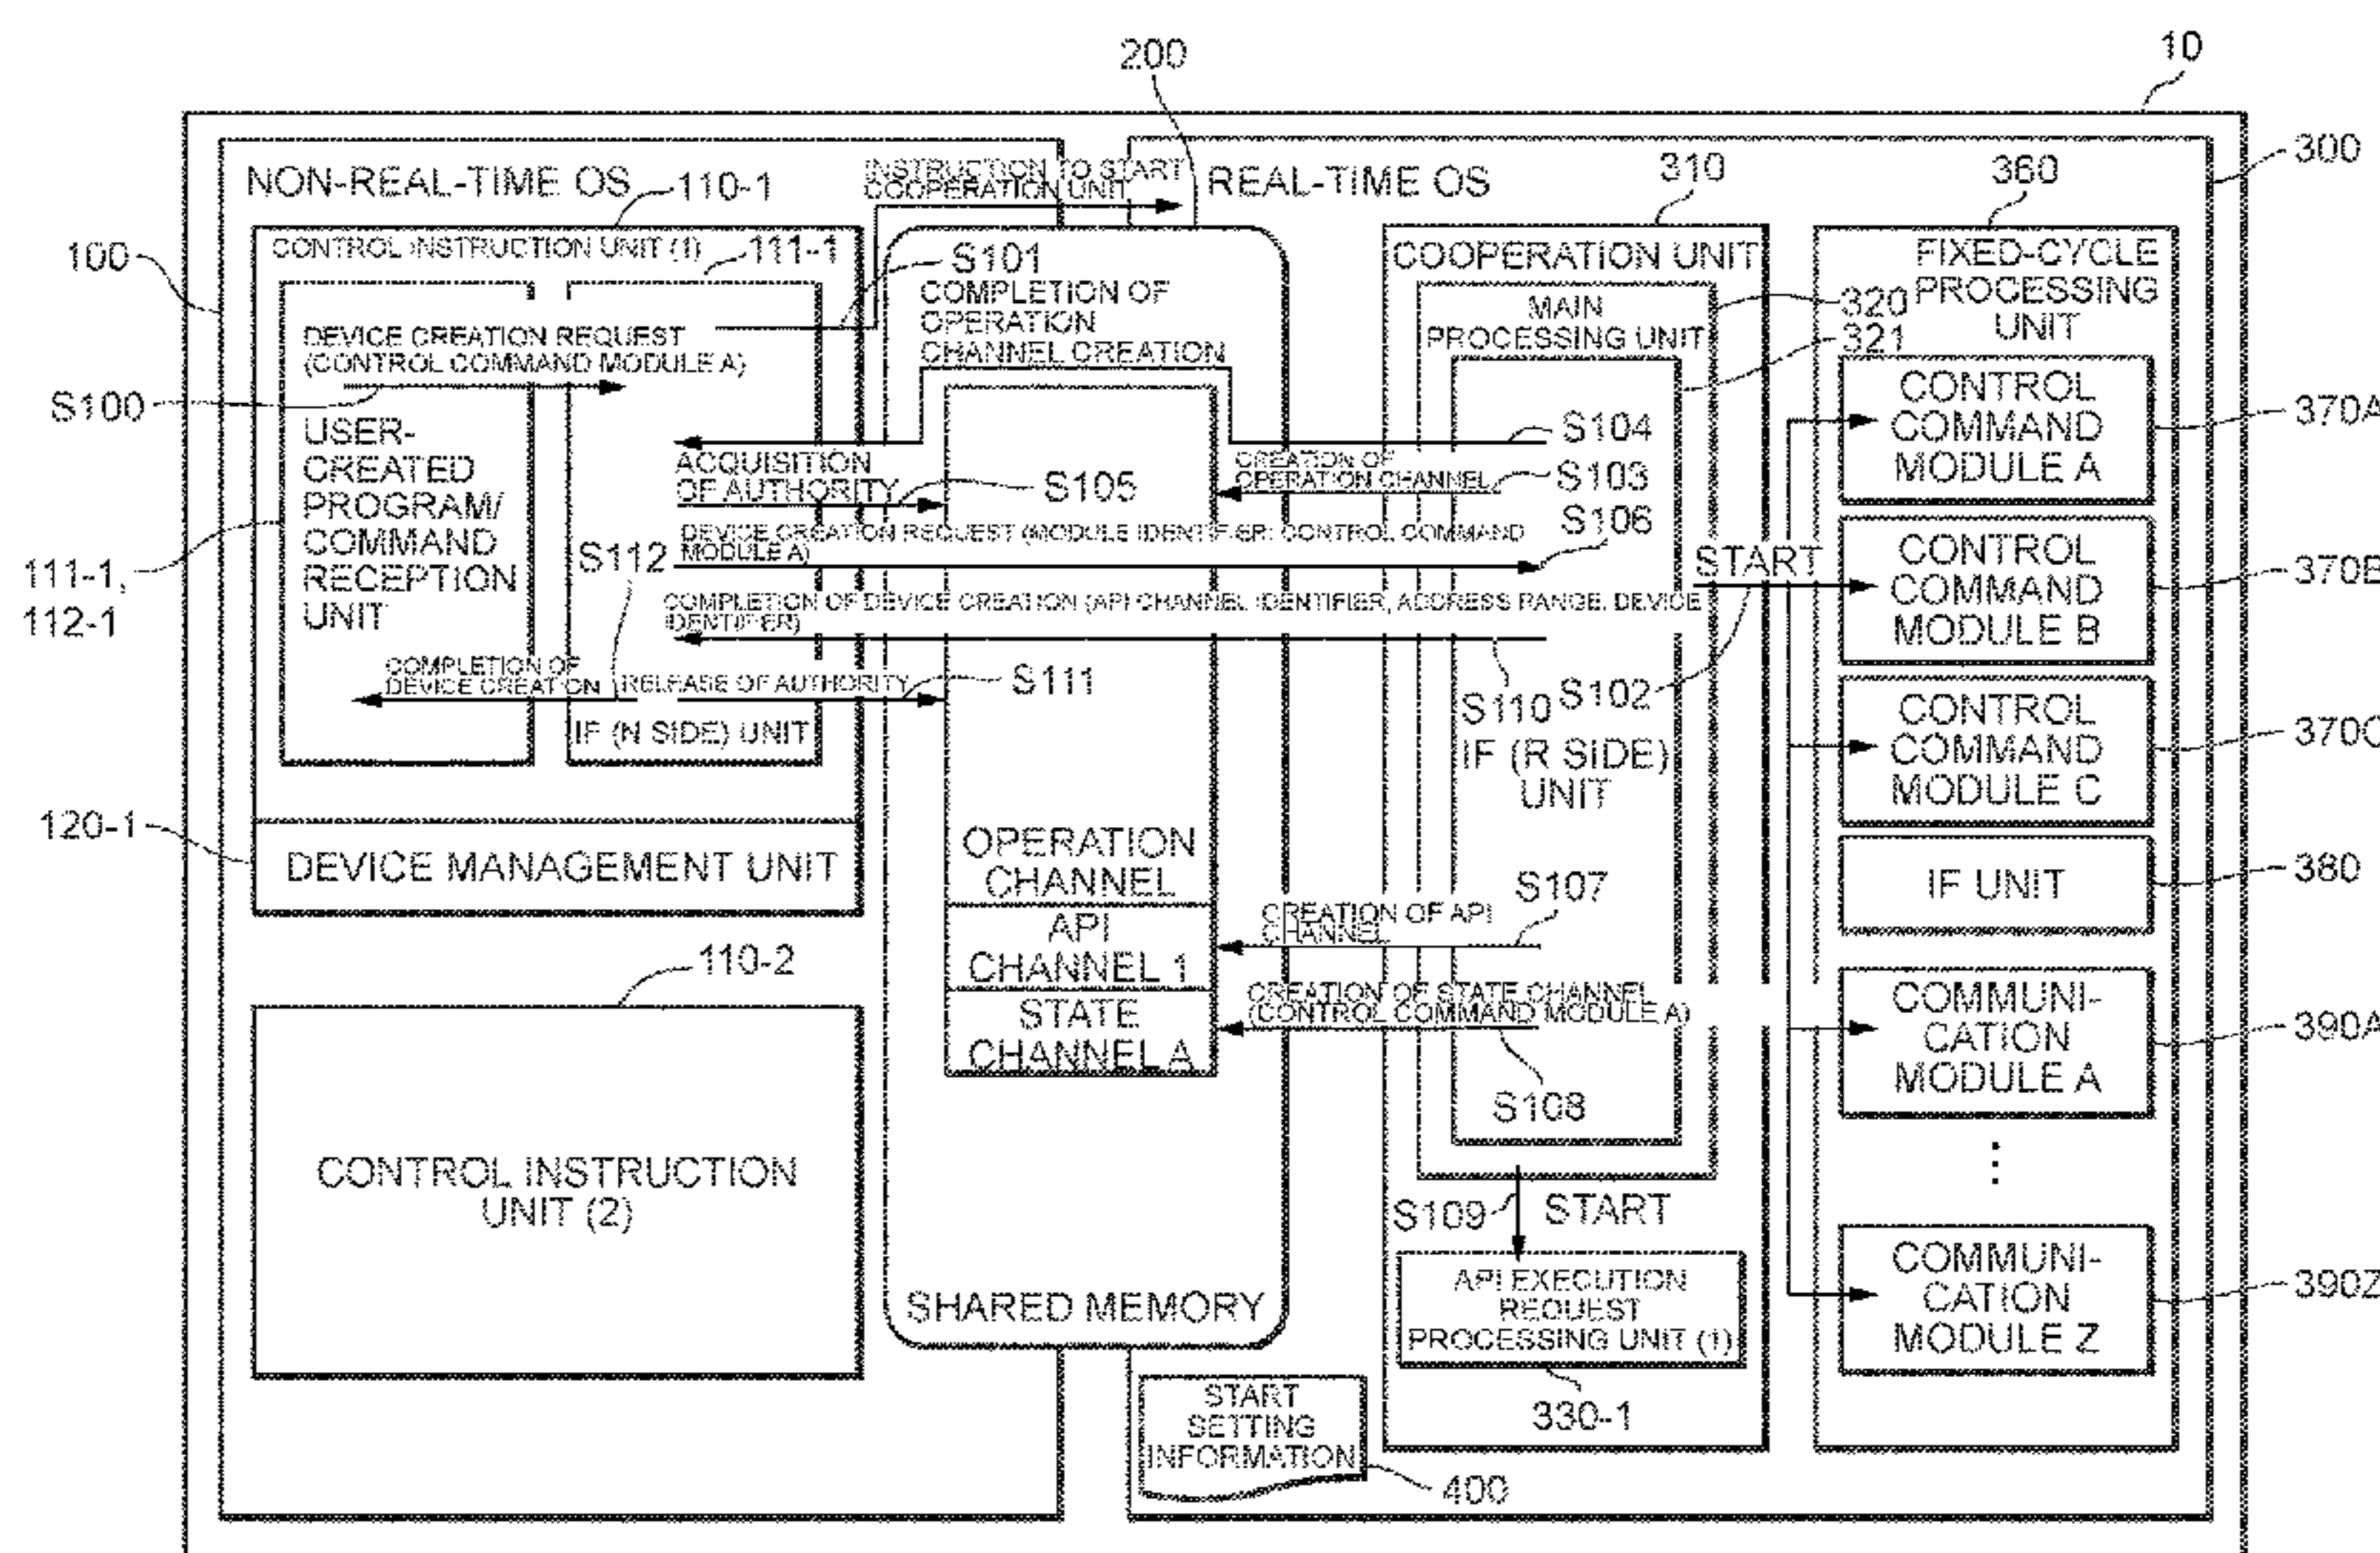 200
10
NON-REAL-TIME OS
110-1
INSTRUCTION TO START
COOPERATION UNIT
REAL-TIME OS
310
360
300
100
CONTROL INSTRUCTION UNIT (1)
111-1
S101
COMPLETION OF
OPERATION
CHANNEL CREATION
COOPERATION UNIT
MAIN
PROCESSING UNIT
320
321
FIXED-CYCLE
PROCESSING
UNIT
DEVICE CREATION REQUEST
(CONTROL COMMAND MODULE A)
S100
USER-
CREATED
PROGRAM/
COMMAND
RECEPTION
UNIT
111-1,
112-1
ACQUISITION
OF AUTHORITY
S105
CREATION OF
OPERATION CHANNEL
S104
S103
S106
DEVICE CREATION REQUEST (MODULE IDENTIFIER: CONTROL COMMAND
MODULE A)
S112
START
COMPLETION OF DEVICE CREATION (API CHANNEL IDENTIFIER, ADDRESS RANGE, DEVICE
IDENTIFIER)
COMPLETION OF
DEVICE CREATION
RELEASE OF AUTHORITY
S111
S110
S102
IF (N SIDE) UNIT
IF (R SIDE)
UNIT
CONTROL
COMMAND
MODULE A
370A
CONTROL
COMMAND
MODULE B
370B
CONTROL
COMMAND
MODULE C
370C
120-1
DEVICE MANAGEMENT UNIT
OPERATION
CHANNEL
API
CHANNEL 1
STATE
CHANNEL A
S107
CREATION OF API
CHANNEL
IF UNIT
380
110-2
CREATION OF STATE CHANNEL
(CONTROL COMMAND MODULE A)
S108
COMMUNI-
CATION
MODULE A
390A
CONTROL INSTRUCTION
UNIT (2)
S109
START
COMMUNI-
CATION
MODULE Z
390Z
SHARED MEMORY
API EXECUTION
REQUEST
PROCESSING UNIT (1)
330-1
START
SETTING
INFORMATION
400